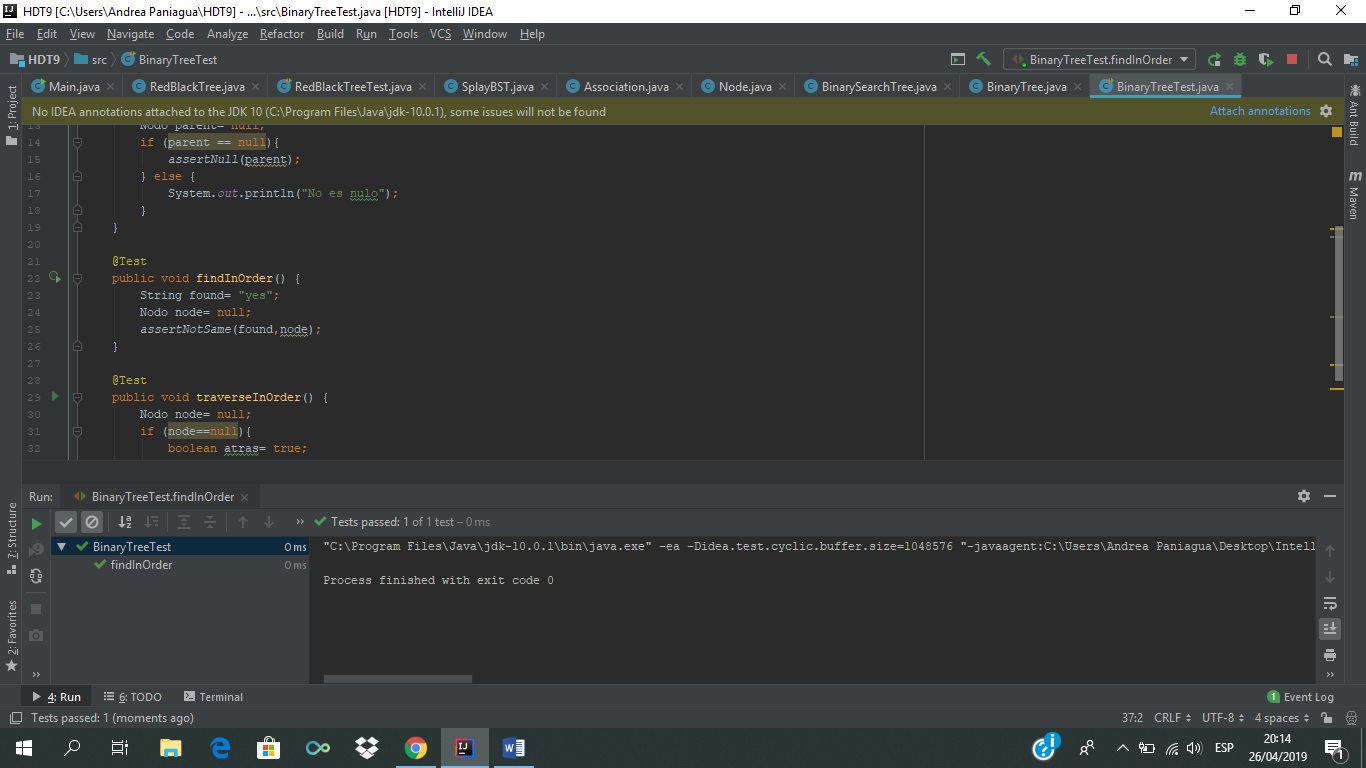 HDT9 [C:\Users\Andrea Paniagua\HDT9] - ...\src\BinaryTreeTest.java [HDT9] - IntelliJ IDEA
File Edit View Navigate Code Analyze Refactor Build Run Tools VCS Window Help
HDT9 src BinaryTreeTest BinaryTreeTest.findInOrder
Main.java RedBlackTree.java RedBlackTreeTest.java SplayBST.java Association.java Node.java BinarySearchTree.java BinaryTree.java BinaryTreeTest.java
No IDEA annotations attached to the JDK 10 (C:\Program Files\Java\jdk-10.0.1), some issues will not be found Attach annotations
1: Project
Ant Build
Maven
13 Nodo parent= null;
14 if (parent == null){
15 assertNull(parent);
16 } else {
17 System.out.println("No es nulo");
18 }
19 }
20
21 @Test
22 public void findInOrder() {
23 String found= "yes";
24 Nodo node= null;
25 assertNotSame(found,node);
26 }
27
28 @Test
29 public void traverseInOrder() {
30 Nodo node= null;
31 if (node==null){
32 boolean atras= true;
Run: BinaryTreeTest.findInOrder
7: Structure
2: Favorites
Tests passed: 1 of 1 test – 0 ms
BinaryTreeTest 0 ms
findInOrder 0 ms
"C:\Program Files\Java\jdk-10.0.1\bin\java.exe" -ea -Didea.test.cyclic.buffer.size=1048576 "-javaagent:C:\Users\Andrea Paniagua\Desktop\Intell
Process finished with exit code 0
4: Run 6: TODO Terminal 1 Event Log
Tests passed: 1 (moments ago) 37:2 CRLF UTF-8 4 spaces
ESP
20:14
26/04/2019
1